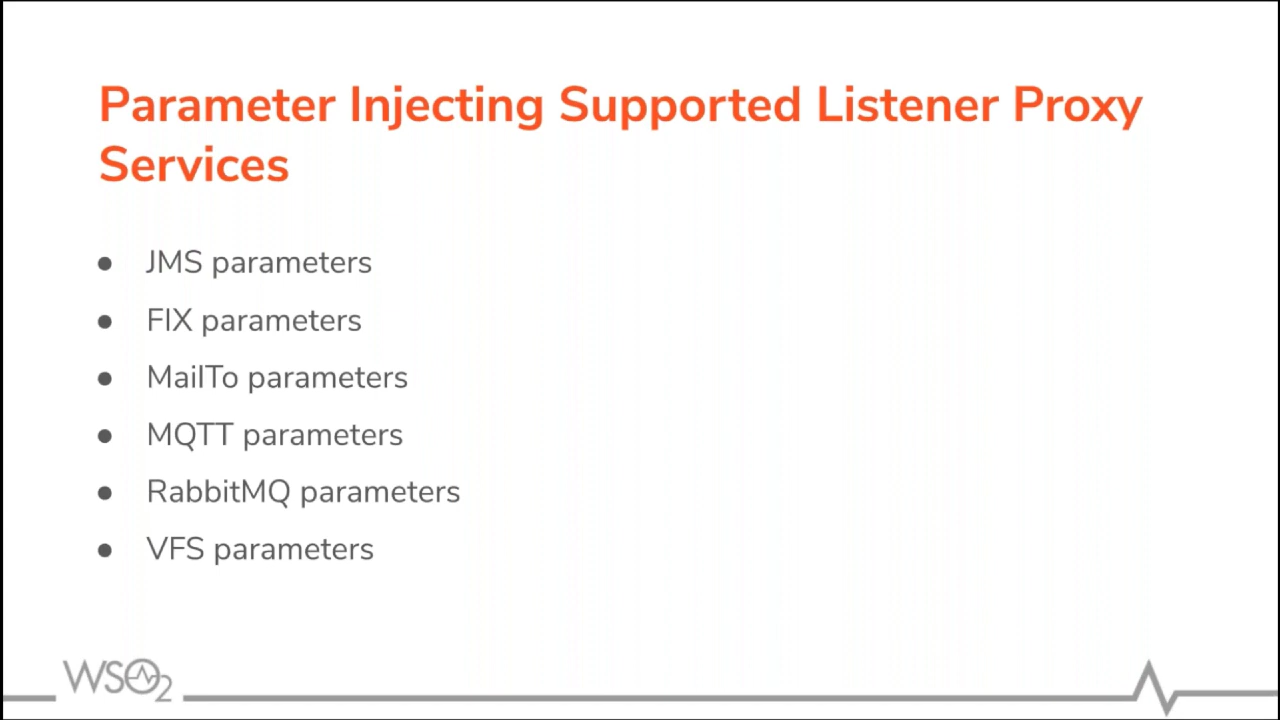 Parameter Injecting Supported Listener Proxy
Services
● JMS parameters
● FIX parameters
● MailTo parameters
● MQTT parameters
● RabbitMQ parameters
● VFS parameters
WSO2